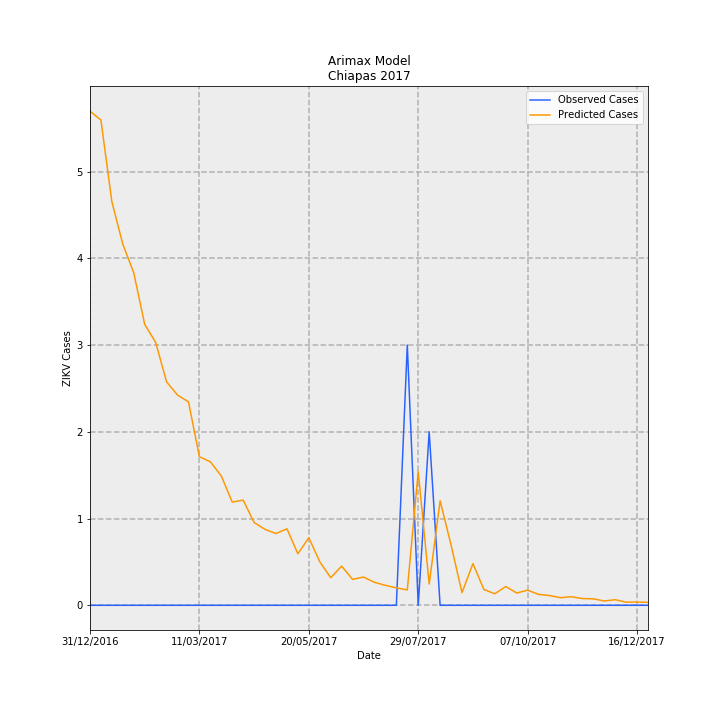 Arimax Model
Chiapas 2017
Observed Cases
Predicted Cases
ZIKV Cases
5
4
3
2
1
0
31/12/2016
11/03/2017
20/05/2017
29/07/2017
07/10/2017
16/12/2017
Date